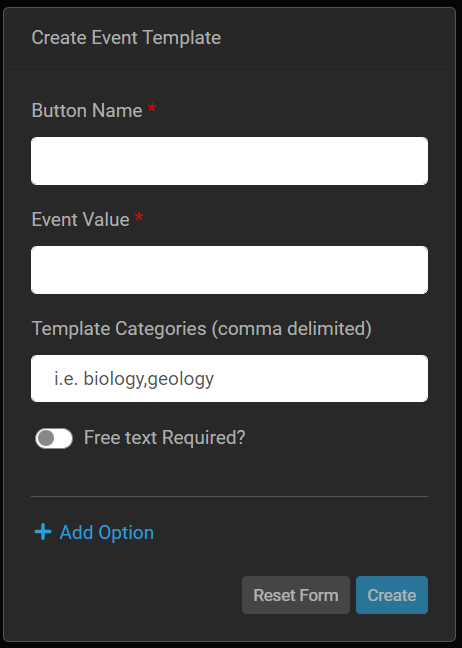 Create Event Template
Button Name *
Event Value *
Template Categories (comma delimited)
i.e. biology,geology
Free text Required?
Add Option
Reset Form Create